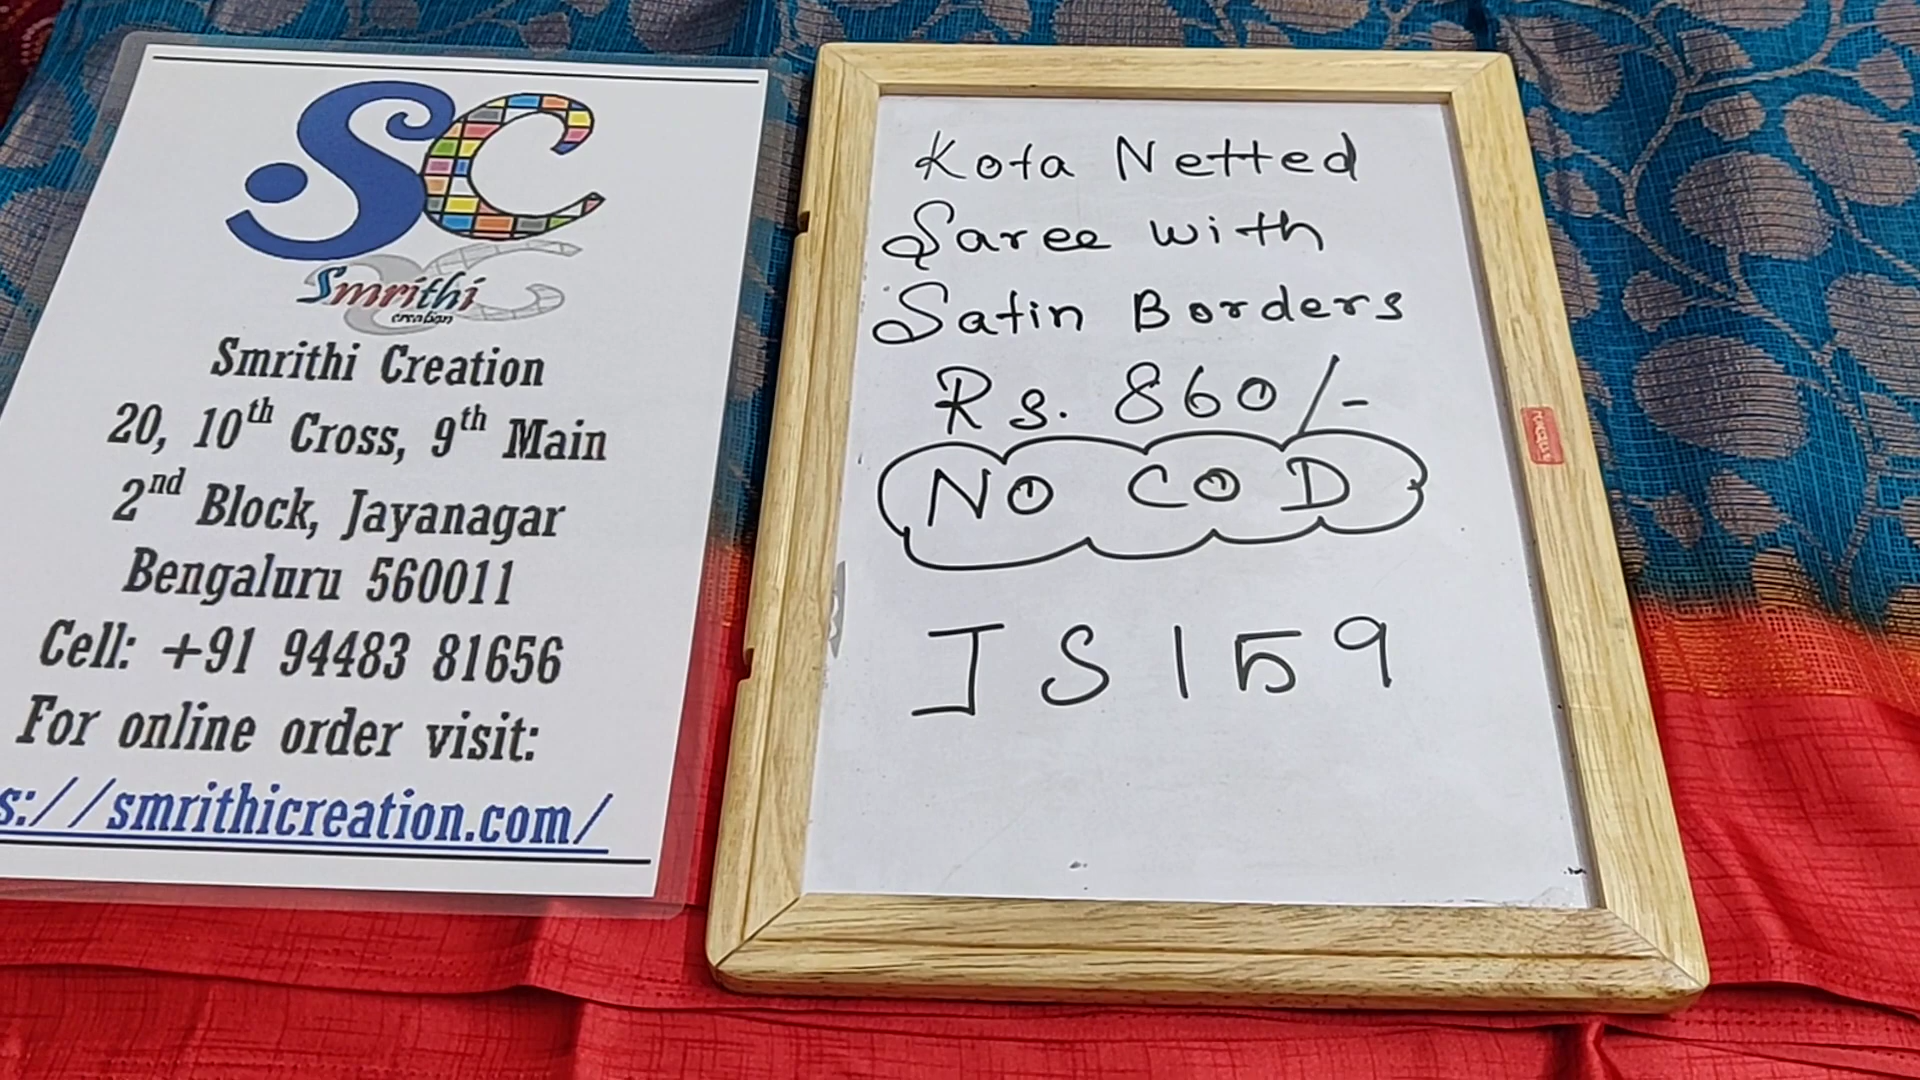 SC
Smrithi
creation
Smrithi Creation
20, 10th Cross, 9th Main
2nd Block, Jayanagar
Bengaluru 560011
Cell: +91 94483 81656
For online order visit:
s://smrithicreation.com/
Kota Netted
Saree with
Satin Borders
Rs. 860/-
NO COD
IS159